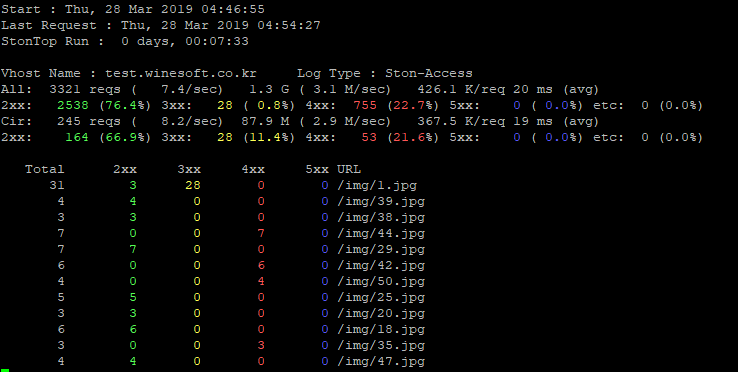 Start : Thu, 28 Mar 2019 04:46:55
Last Request : Thu, 28 Mar 2019 04:54:27
StonTop Run :  0 days, 00:07:33

Vhost Name : test.winesoft.co.kr     Log Type : Ston-Access
All:  3321 reqs (   7.4/sec)   1.3 G ( 3.1 M/sec)   426.1 K/req 20 ms (avg)
2xx:   2538 (76.4%) 3xx:   28 ( 0.8%) 4xx:  755 (22.7%) 5xx:    0 ( 0.0%) etc:  0 (0.0%)
Cir:   245 reqs (   8.2/sec)  87.9 M ( 2.9 M/sec)   367.5 K/req 19 ms (avg)
2xx:    164 (66.9%) 3xx:   28 (11.4%) 4xx:   53 (21.6%) 5xx:    0 ( 0.0%) etc:  0 (0.0%)

   Total      2xx     3xx     4xx     5xx URL
      31        3      28       0       0 /img/1.jpg
       4        4       0       0       0 /img/39.jpg
       3        3       0       0       0 /img/38.jpg
       7        0       0       7       0 /img/44.jpg
       7        7       0       0       0 /img/29.jpg
       6        0       0       6       0 /img/42.jpg
       4        0       0       4       0 /img/50.jpg
       5        5       0       0       0 /img/25.jpg
       3        3       0       0       0 /img/20.jpg
       6        6       0       0       0 /img/18.jpg
       3        0       0       3       0 /img/35.jpg
       4        4       0       0       0 /img/47.jpg